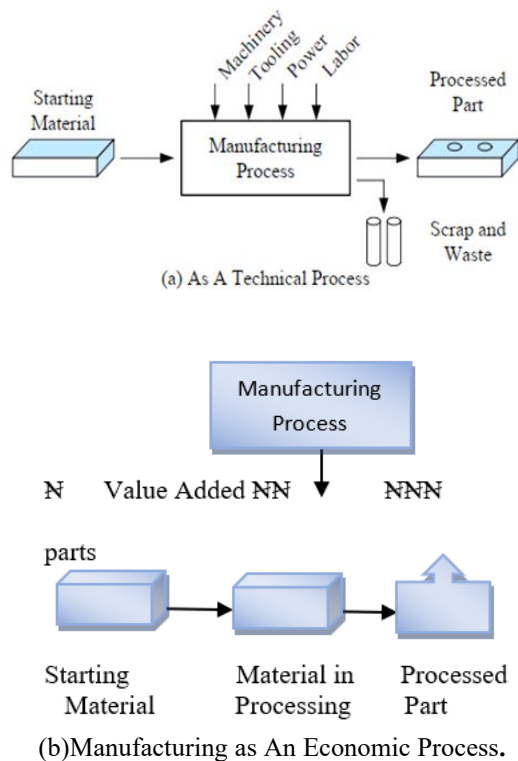 Machinery
Tooling
Power
Labor
Starting
Material
Manufacturing
Process
Processed
Part
Scrap and
Waste
(a) As A Technical Process
Manufacturing
Process
₦ Value Added ₦₦ ₦₦₦
parts
Starting Material in Processed
Material Processing Part
(b)Manufacturing as An Economic Process.